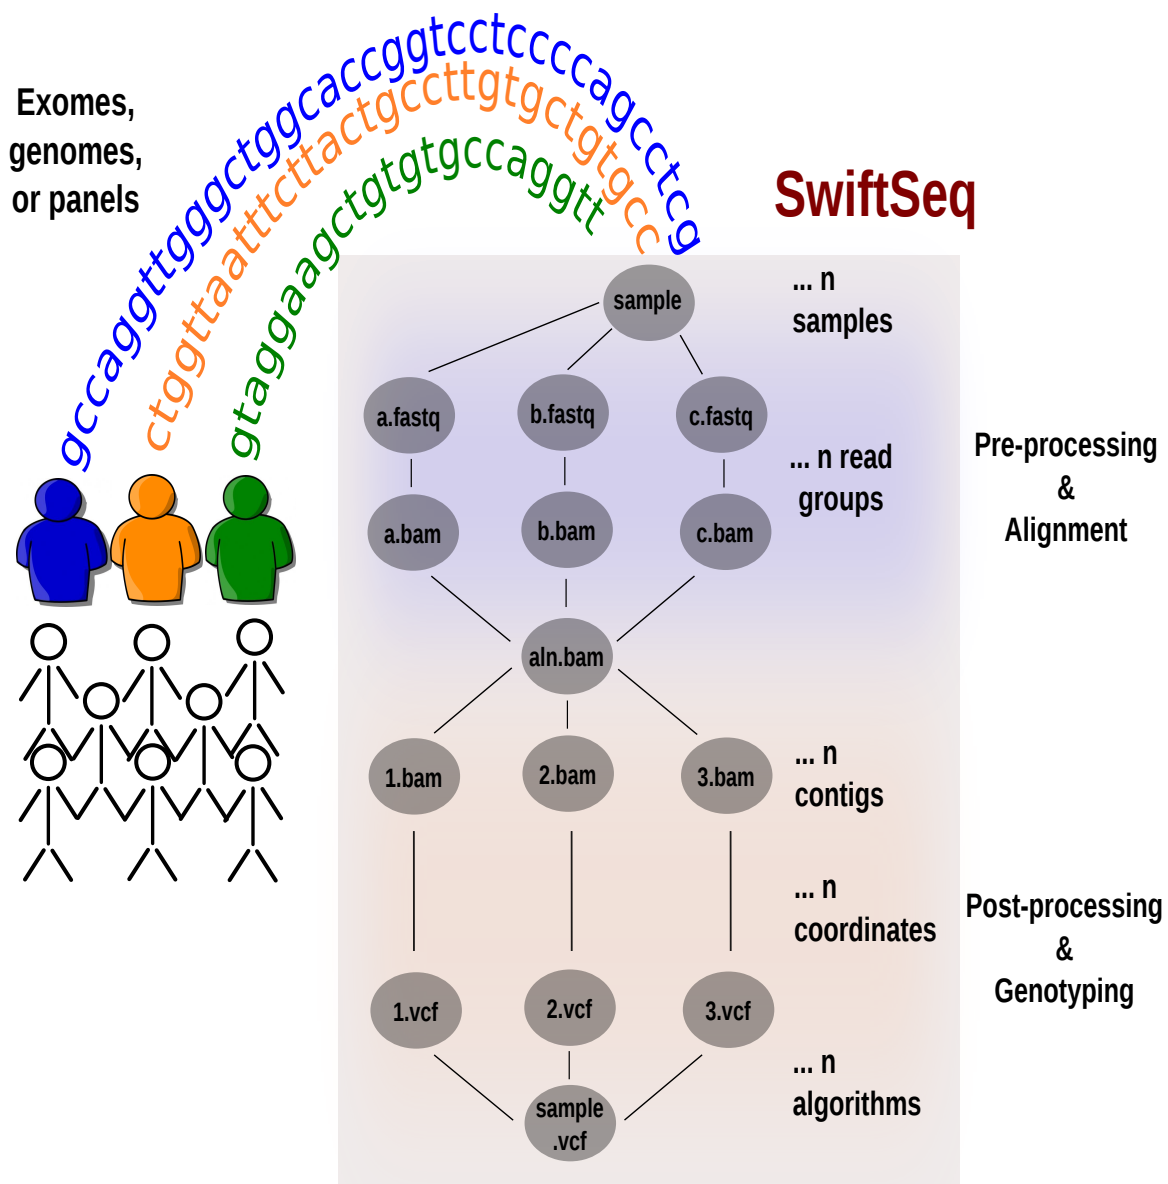 Exomes,
genomes,
or panels
gccaggttgggctggcaccggtcctccccagcctcg
ctggttaatttcttactgccttgtgctgtgcc
gtaggaagctgtgtgccaggtt
SwiftSeq
sample
... n
samples
a.fastq
b.fastq
c.fastq
... n read
groups
Pre-processing
&
Alignment
a.bam
b.bam
c.bam
aln.bam
1.bam
2.bam
3.bam
... n
contigs
... n
coordinates
Post-processing
&
Genotyping
1.vcf
2.vcf
3.vcf
... n
algorithms
sample
.vcf